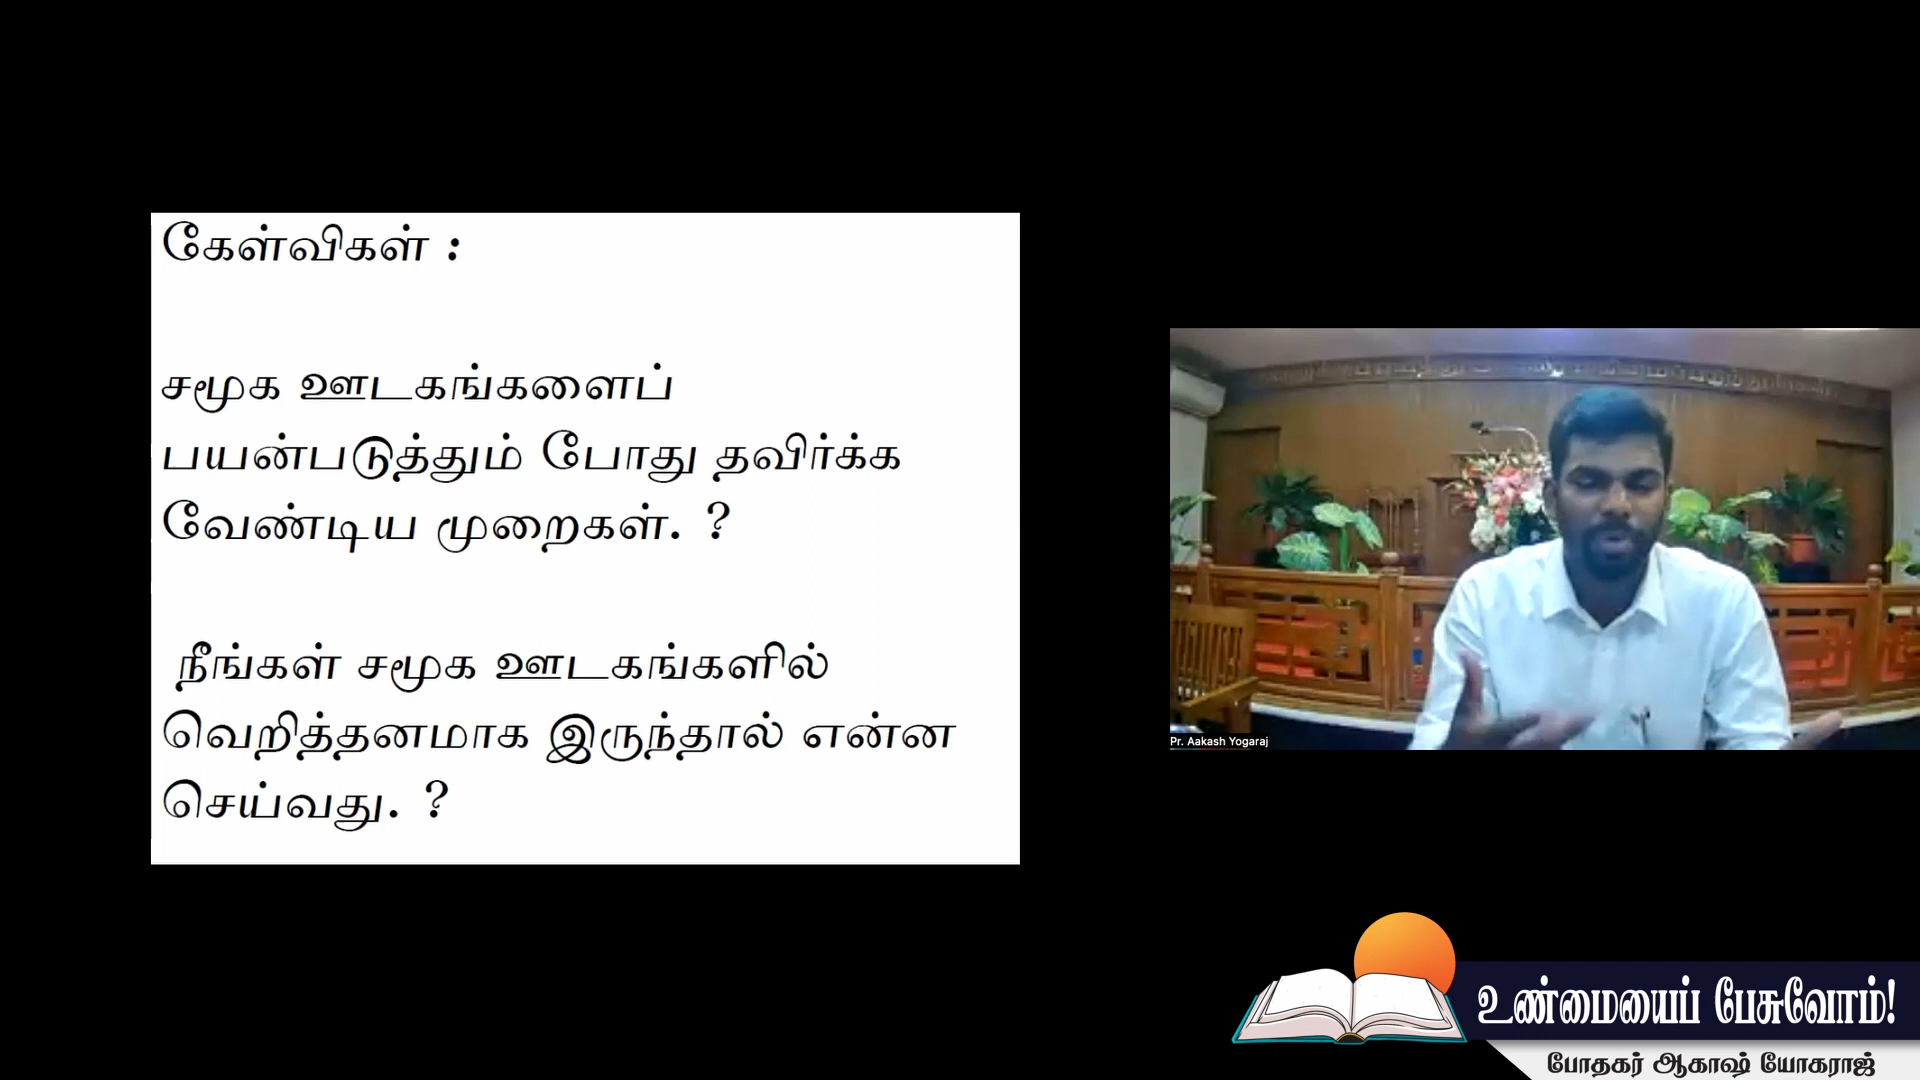 கேள்விகள் :
சமூக ஊடகங்களைப்
பயன்படுத்தும் போது தவிர்க்க
வேண்டிய முறைகள். ?
நீங்கள் சமூக ஊடகங்களில்
வெறித்தனமாக இருந்தால் என்ன
செய்வது. ?
Pr. Aakash Yogaraj
உண்மையைப் பேசுவோம்!
போதகர் ஆகாஷ் யோகராஜ்